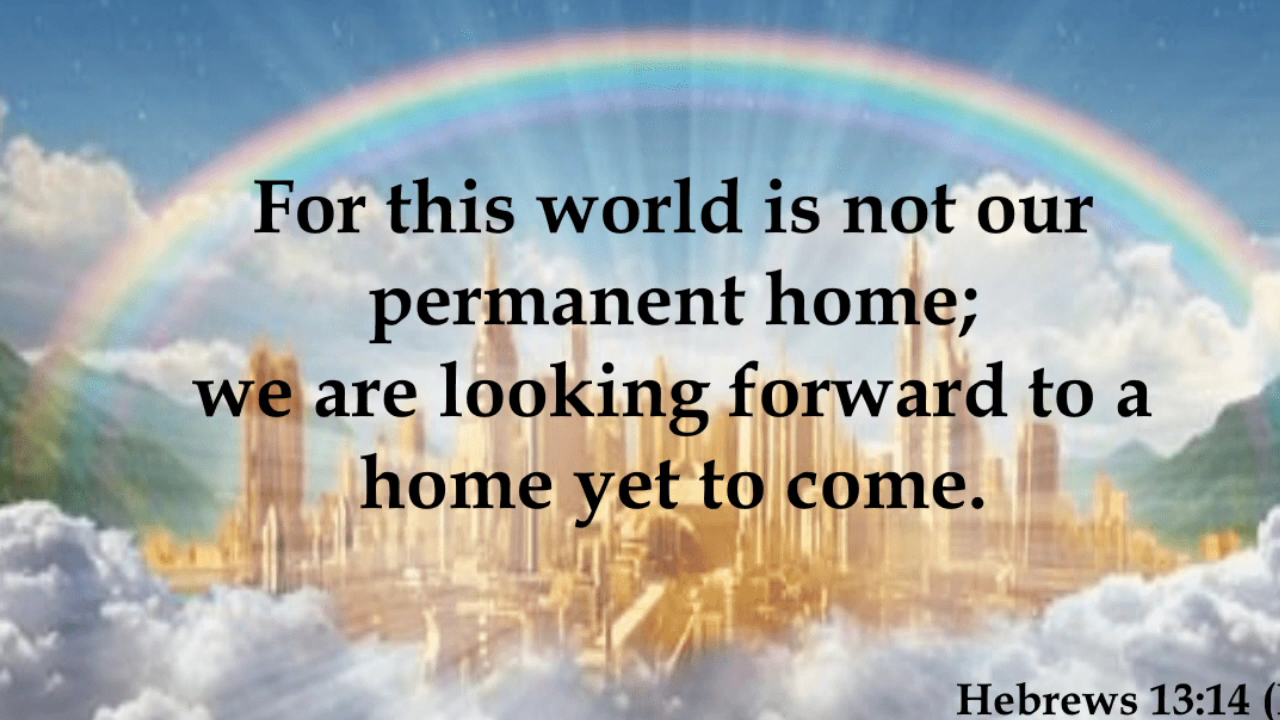 For this world is not our
permanent home;
we are looking forward to a
home yet to come.
Hebrews 13:14 (